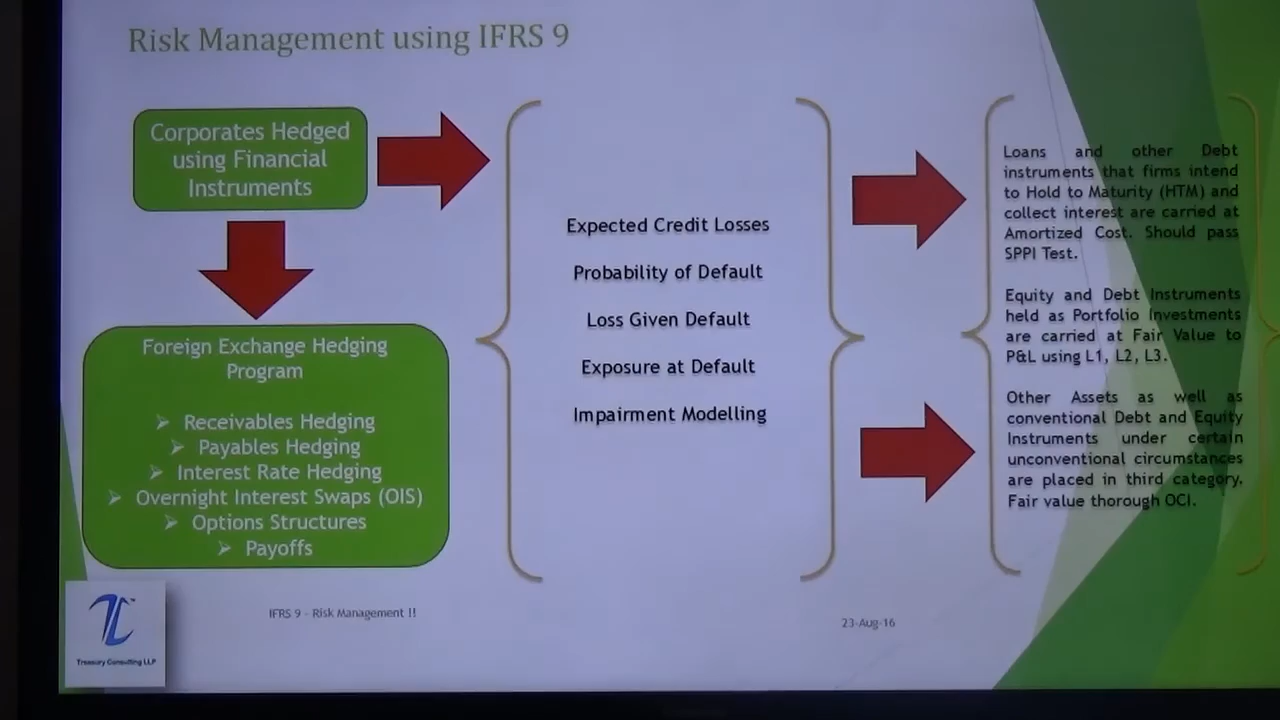 Risk Management using IFRS 9
Corporates Hedged
using Financial
Instruments
Foreign Exchange Hedging
Program
➢ Receivables Hedging
➢ Payables Hedging
➢ Interest Rate Hedging
➢ Overnight Interest Swaps (OIS)
➢ Options Structures
➢ Payoffs
Expected Credit Losses
Probability of Default
Loss Given Default
Exposure at Default
Impairment Modelling
Loans and other Debt
instruments that firms intend
to Hold to Maturity (HTM) and
collect interest are carried at
Amortized Cost. Should pass
SPPI Test.
Equity and Debt Instruments
held as Portfolio Investments
are carried at Fair Value to
P&L using L1, L2, L3.
Other Assets as well as
conventional Debt and Equity
Instruments under certain
unconventional circumstances
are placed in third category.
Fair value thorough OCI.
TC
Treasury Consulting LLP
IFRS 9 - Risk Management !!
23-Aug-16